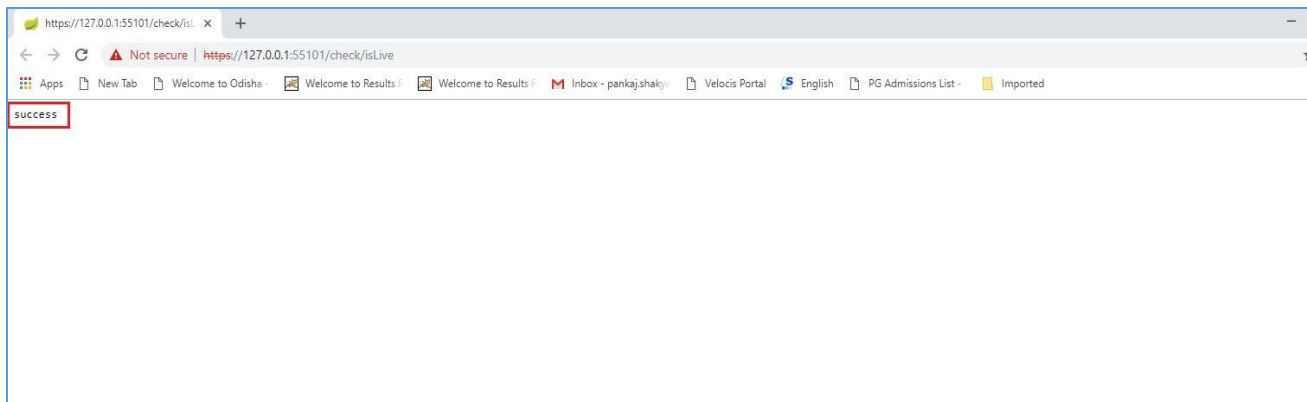 https://127.0.0.1:55101/check/isL
Not secure | https://127.0.0.1:55101/check/isLive
Apps New Tab Welcome to Odisha - Welcome to Results F Welcome to Results F Inbox - pankaj.shakya Velocis Portal English PG Admissions List - Imported
success